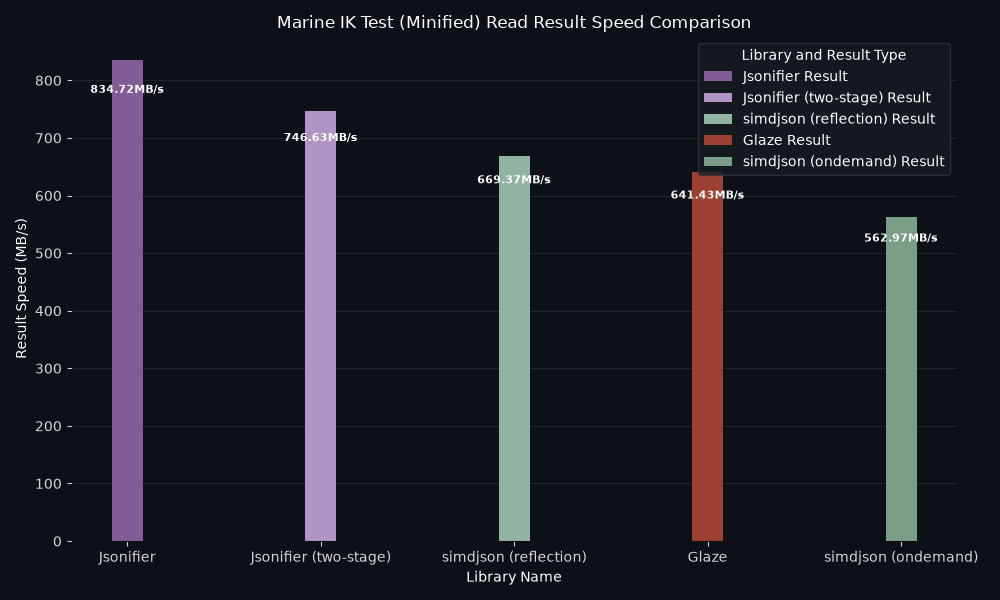 Marine IK Test (Minified) Read Result Speed Comparison
Library and Result Type
Jsonifier Result
Jsonifier (two-stage) Result
simdjson (reflection) Result
Glaze Result
simdjson (ondemand) Result
Result Speed (MB/s)
800
700
600
500
400
300
200
100
0
834.72MB/s
746.63MB/s
669.37MB/s
641.43MB/s
562.97MB/s
Jsonifier
Jsonifier (two-stage)
simdjson (reflection)
Glaze
simdjson (ondemand)
Library Name